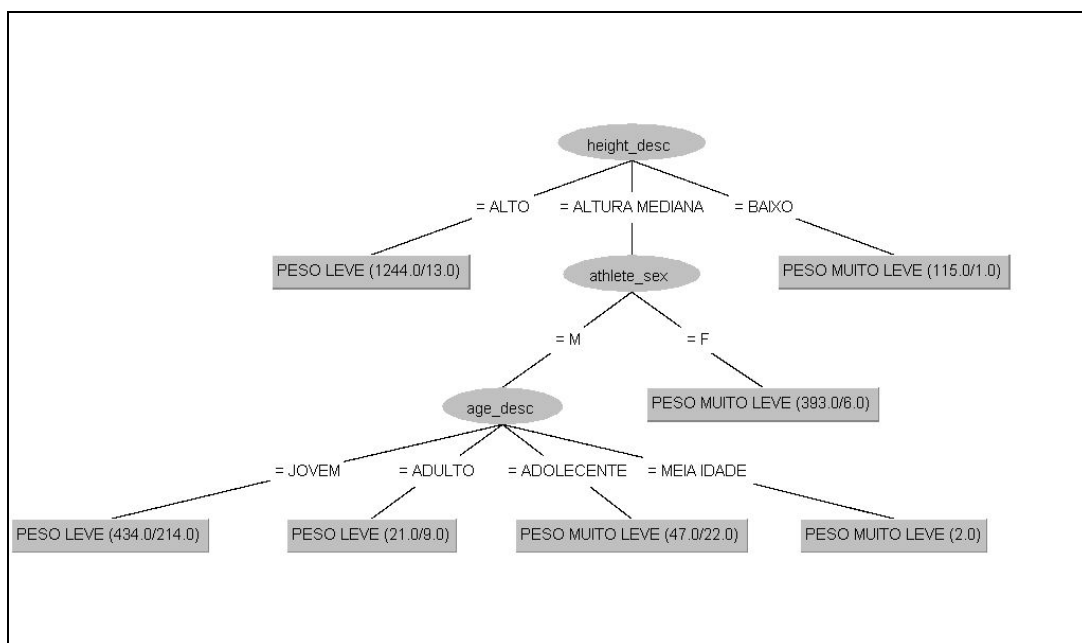 height_desc
= ALTO
= ALTURA MEDIANA
= BAIXO
PESO LEVE (1244.0/13.0)
athlete_sex
PESO MUITO LEVE (115.0/1.0)
= M
= F
age_desc
PESO MUITO LEVE (393.0/6.0)
= JOVEM
= ADULTO
= ADOLECENTE
= MEIA IDADE
PESO LEVE (434.0/214.0)
PESO LEVE (21.0/9.0)
PESO MUITO LEVE (47.0/22.0)
PESO MUITO LEVE (2.0)